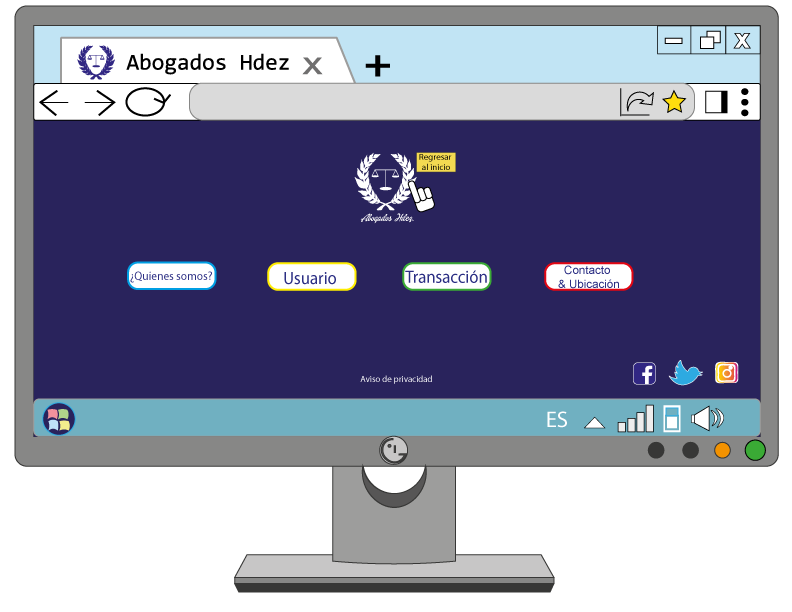 Abogados Hdez X
X
Regresar
al inicio
Abogados Hdez.
¿Quienes somos?
Usuario
Transacción
Contacto
& Ubicación
Aviso de privacidad
ES